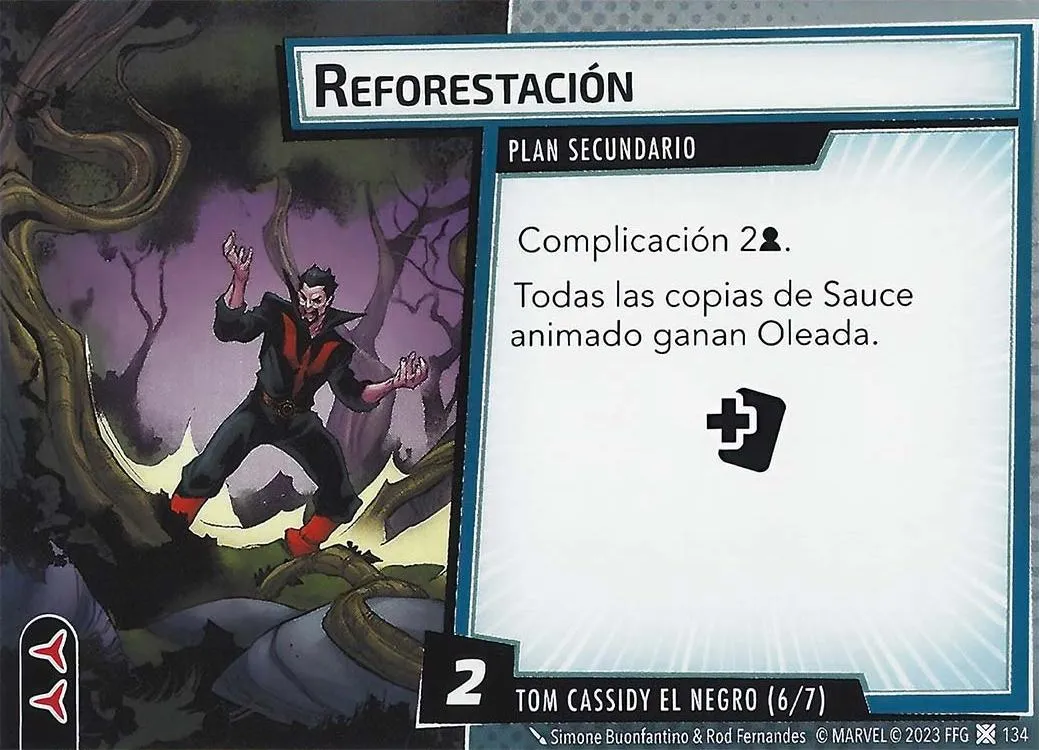 REFORESTACIÓN
PLAN SECUNDARIO
Complicación 2.
Todas las copias de Sauce
animado ganan Oleada.
2
TOM CASSIDY EL NEGRO (6/7)
Simone Buonfantino & Rod Fernandes © MARVEL © 2023 FFG 134